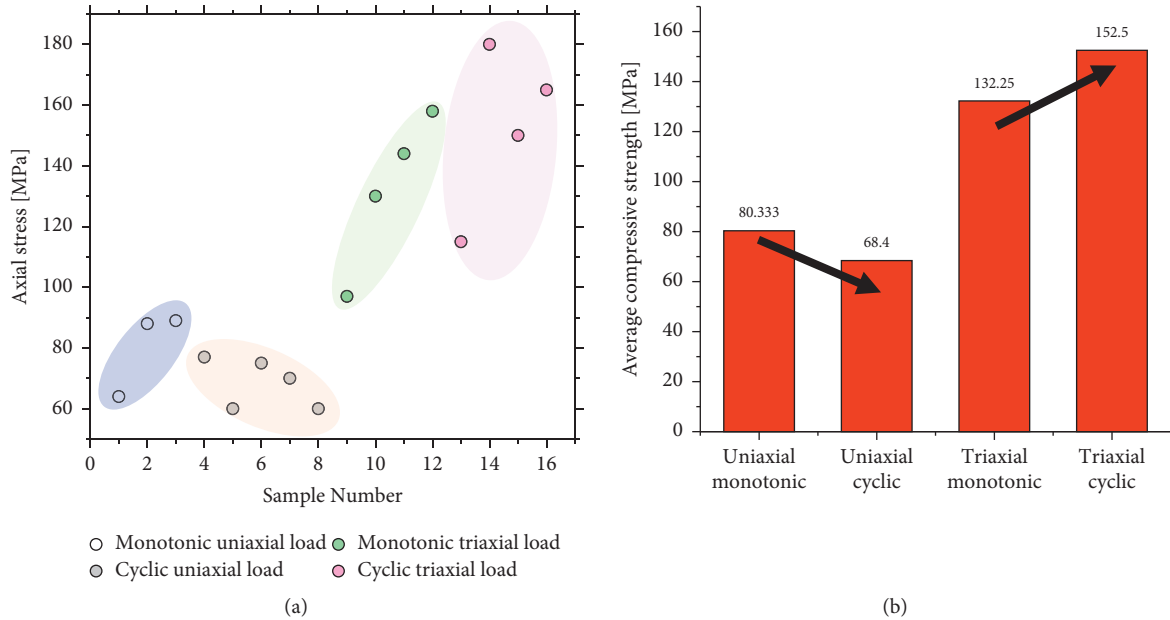 Axial stress [MPa]
180
160
140
120
100
80
60
0 2 4 6 8 10 12 14 16
Sample Number
Monotonic uniaxial load
Monotonic triaxial load
Cyclic uniaxial load
Cyclic triaxial load
(a)
Average compressive strength [MPa]
160
140
120
100
80
60
40
20
0
80.333
68.4
132.25
152.5
Uniaxial
monotonic
Uniaxial
cyclic
Triaxial
monotonic
Triaxial
cyclic
(b)